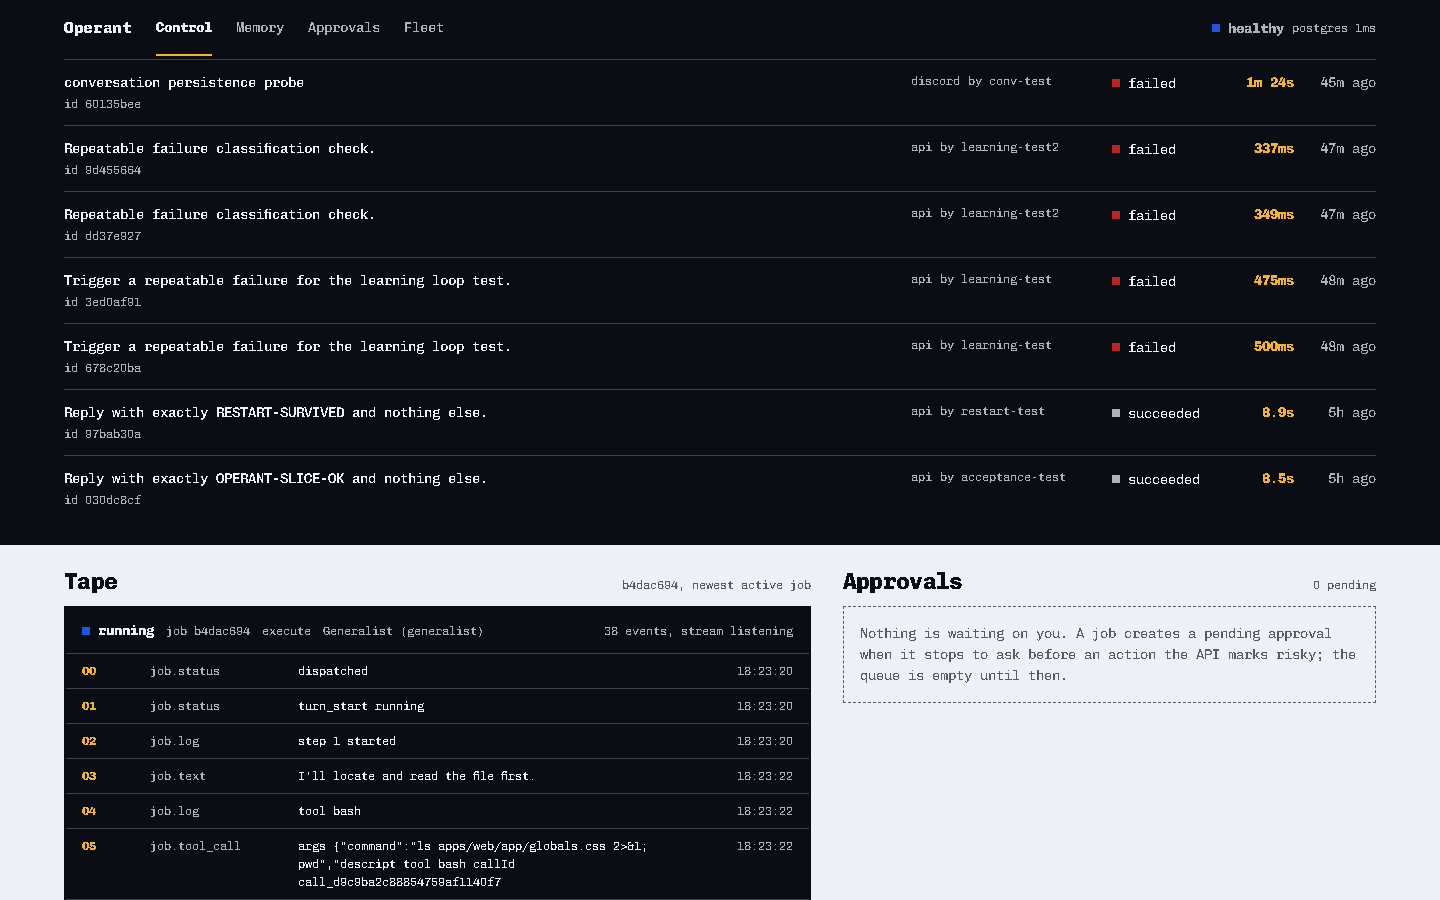 Operant Control Memory Approvals Fleet healthy postgres 1ms
conversation persistence probe discord by conv-test failed 1m 24s 45m ago
id 60135bee
Repeatable failure classification check. api by learning-test2 failed 337ms 47m ago
id 9d455664
Repeatable failure classification check. api by learning-test2 failed 349ms 47m ago
id dd37e927
Trigger a repeatable failure for the learning loop test. api by learning-test failed 475ms 48m ago
id 3ed0af91
Trigger a repeatable failure for the learning loop test. api by learning-test failed 500ms 48m ago
id 678c20ba
Reply with exactly RESTART-SURVIVED and nothing else. api by restart-test succeeded 8.9s 5h ago
id 97bab30a
Reply with exactly OPERANT-SLICE-OK and nothing else. api by acceptance-test succeeded 8.5s 5h ago
id 030dc8cf
Tape b4dac694, newest active job
running job b4dac694 execute Generalist (generalist) 38 events, stream listening
00 job.status dispatched 18:23:20
01 job.status turn_start running 18:23:20
02 job.log step 1 started 18:23:20
03 job.text I'll locate and read the file first. 18:23:22
04 job.log tool bash 18:23:22
05 job.tool_call args {"command":"ls apps/web/app/globals.css 2>&1; 18:23:22
pwd","descript tool bash callId
call_d9c9ba2c88854759af1140f7
Approvals 0 pending
Nothing is waiting on you. A job creates a pending approval
when it stops to ask before an action the API marks risky; the
queue is empty until then.